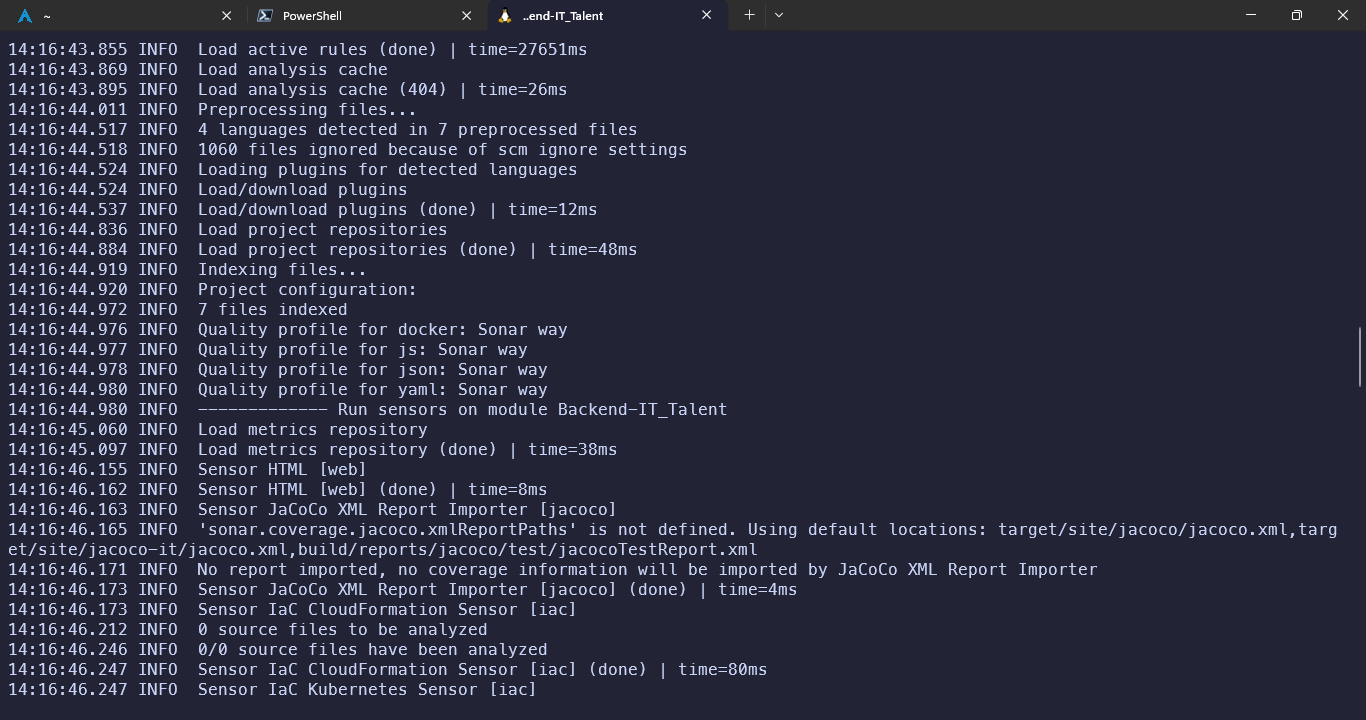 ~
PowerShell
..end-IT_Talent
14:16:43.855 INFO  Load active rules (done) | time=27651ms
14:16:43.869 INFO  Load analysis cache
14:16:43.895 INFO  Load analysis cache (404) | time=26ms
14:16:44.011 INFO  Preprocessing files...
14:16:44.517 INFO  4 languages detected in 7 preprocessed files
14:16:44.518 INFO  1060 files ignored because of scm ignore settings
14:16:44.524 INFO  Loading plugins for detected languages
14:16:44.524 INFO  Load/download plugins
14:16:44.537 INFO  Load/download plugins (done) | time=12ms
14:16:44.836 INFO  Load project repositories
14:16:44.884 INFO  Load project repositories (done) | time=48ms
14:16:44.919 INFO  Indexing files...
14:16:44.920 INFO  Project configuration:
14:16:44.972 INFO  7 files indexed
14:16:44.976 INFO  Quality profile for docker: Sonar way
14:16:44.977 INFO  Quality profile for js: Sonar way
14:16:44.978 INFO  Quality profile for json: Sonar way
14:16:44.980 INFO  Quality profile for yaml: Sonar way
14:16:44.980 INFO  ------------- Run sensors on module Backend-IT_Talent
14:16:45.060 INFO  Load metrics repository
14:16:45.097 INFO  Load metrics repository (done) | time=38ms
14:16:46.155 INFO  Sensor HTML [web]
14:16:46.162 INFO  Sensor HTML [web] (done) | time=8ms
14:16:46.163 INFO  Sensor JaCoCo XML Report Importer [jacoco]
14:16:46.165 INFO  'sonar.coverage.jacoco.xmlReportPaths' is not defined. Using default locations: target/site/jacoco/jacoco.xml,targ
et/site/jacoco-it/jacoco.xml,build/reports/jacoco/test/jacocoTestReport.xml
14:16:46.171 INFO  No report imported, no coverage information will be imported by JaCoCo XML Report Importer
14:16:46.173 INFO  Sensor JaCoCo XML Report Importer [jacoco] (done) | time=4ms
14:16:46.173 INFO  Sensor IaC CloudFormation Sensor [iac]
14:16:46.212 INFO  0 source files to be analyzed
14:16:46.246 INFO  0/0 source files have been analyzed
14:16:46.247 INFO  Sensor IaC CloudFormation Sensor [iac] (done) | time=80ms
14:16:46.247 INFO  Sensor IaC Kubernetes Sensor [iac]